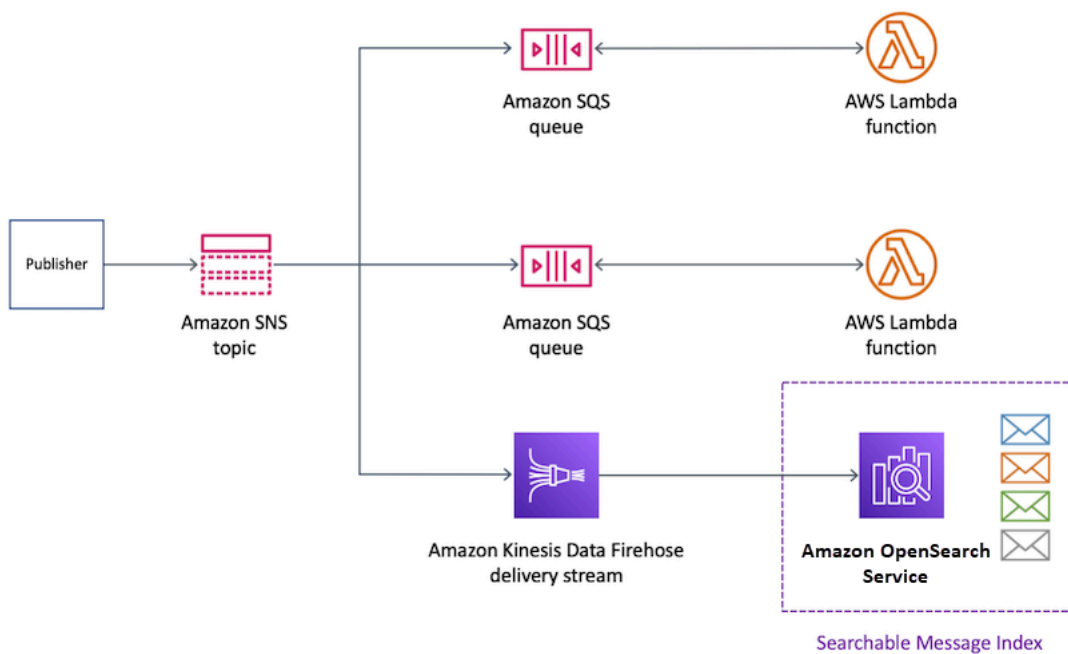 Amazon SQS
queue
AWS Lambda
function
Publisher
Amazon SNS
topic
Amazon SQS
queue
AWS Lambda
function
Amazon Kinesis Data Firehose
delivery stream
Amazon OpenSearch
Service
Searchable Message Index